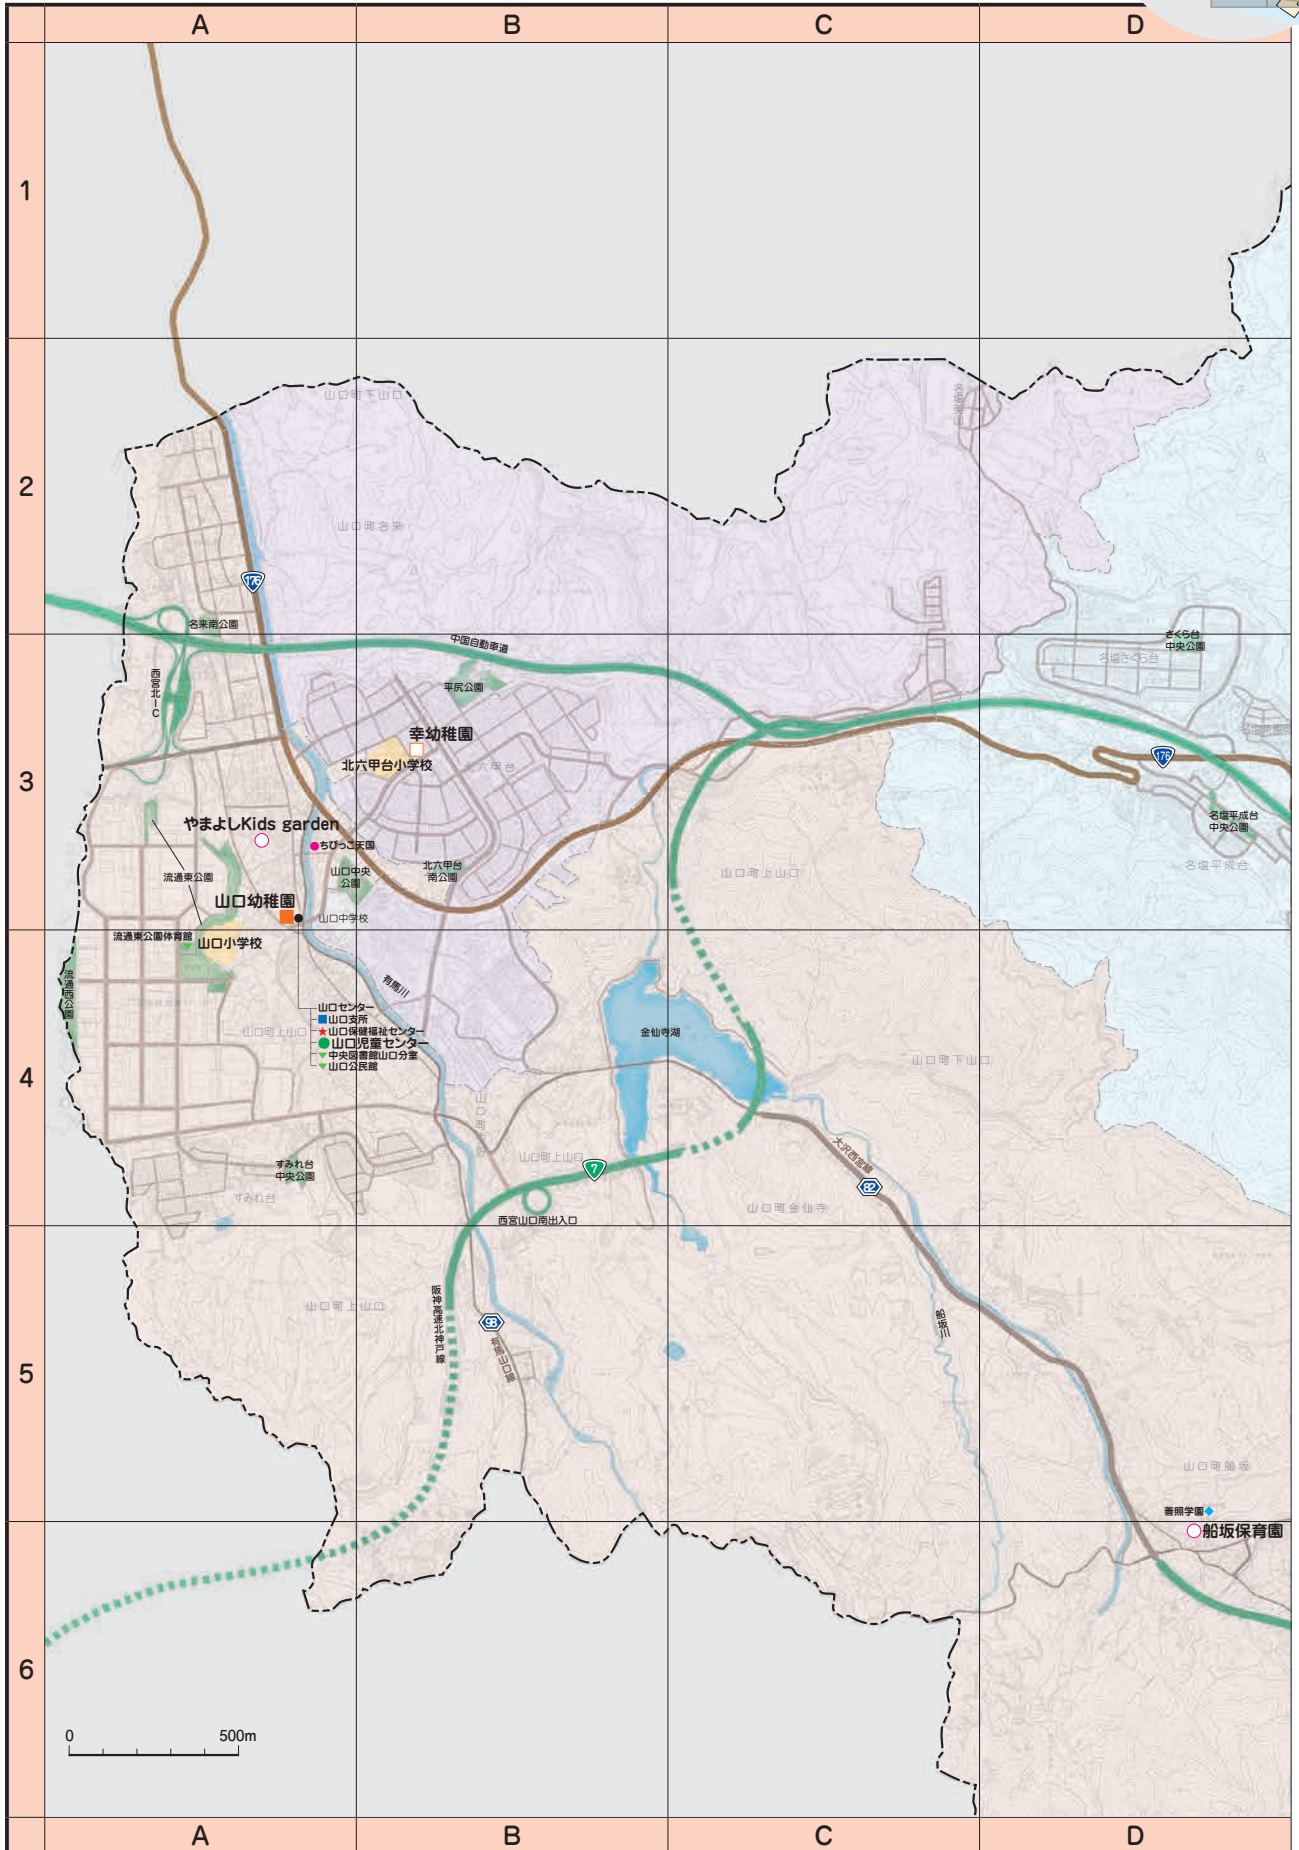 A
B
C
D
1
山口町下山口
名塩美山
2
山口町名来
176
名来南公園
中国自動車道
さくら台
中央公園
名塩さくら台
西宮北IC
平尻公園
幸幼稚園
北六甲台小学校
六甲台
3
176
名塩平成台
中央公園
名塩平成台
やまよしKids garden
ちびっこ天国
山口中央
公園
北六甲台
南公園
山口町上山口
流通東公園
山口幼稚園
山口中学校
流通東公園体育館
山口小学校
流通西公園
有馬川
山口センター
山口支所
山口保健福祉センター
山口児童センター
中央図書館山口分室
山口公民館
山口町上山口
金仙寺湖
山口町下山口
4
すみれ台
中央公園
すみれ台
山口町上山口
7
大沢西宮線
82
山口町金仙寺
西宮山口南出入口
山口町上山口
阪神高速北神戸線
98
有馬山口線
5
山口町船坂
善照学園
船坂保育園
6
0
500m
A
B
C
D